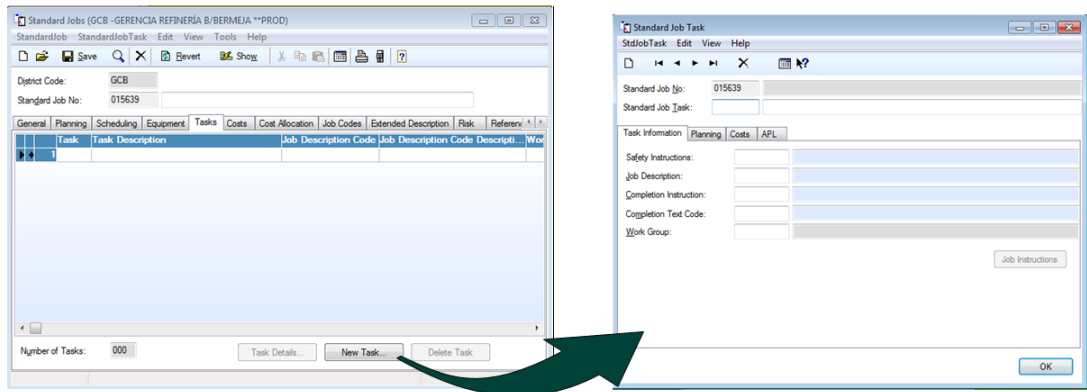 Standard Jobs (GCB -GERENCIA REFINERÍA B/BERMEJA **PROD)
StandardJob StandardJobTask Edit View Tools Help
Save Revert Show
District Code: GCB
Standard Job No: 015639
General Planning Scheduling Equipment Tasks Costs Cost Allocation Job Codes Extended Description Risk Referenc
Task Task Description Job Description Code Job Description Code Descripti... Wor
1
Number of Tasks: 000 Task Details... New Task... Delete Task
Standard Job Task
StdJobTask Edit View Help
Standard Job No: 015639
Standard Job Task:
Task Information Planning Costs APL
Safety Instructions:
Job Description:
Completion Instruction:
Completion Text Code:
Work Group:
Job Instructions
OK